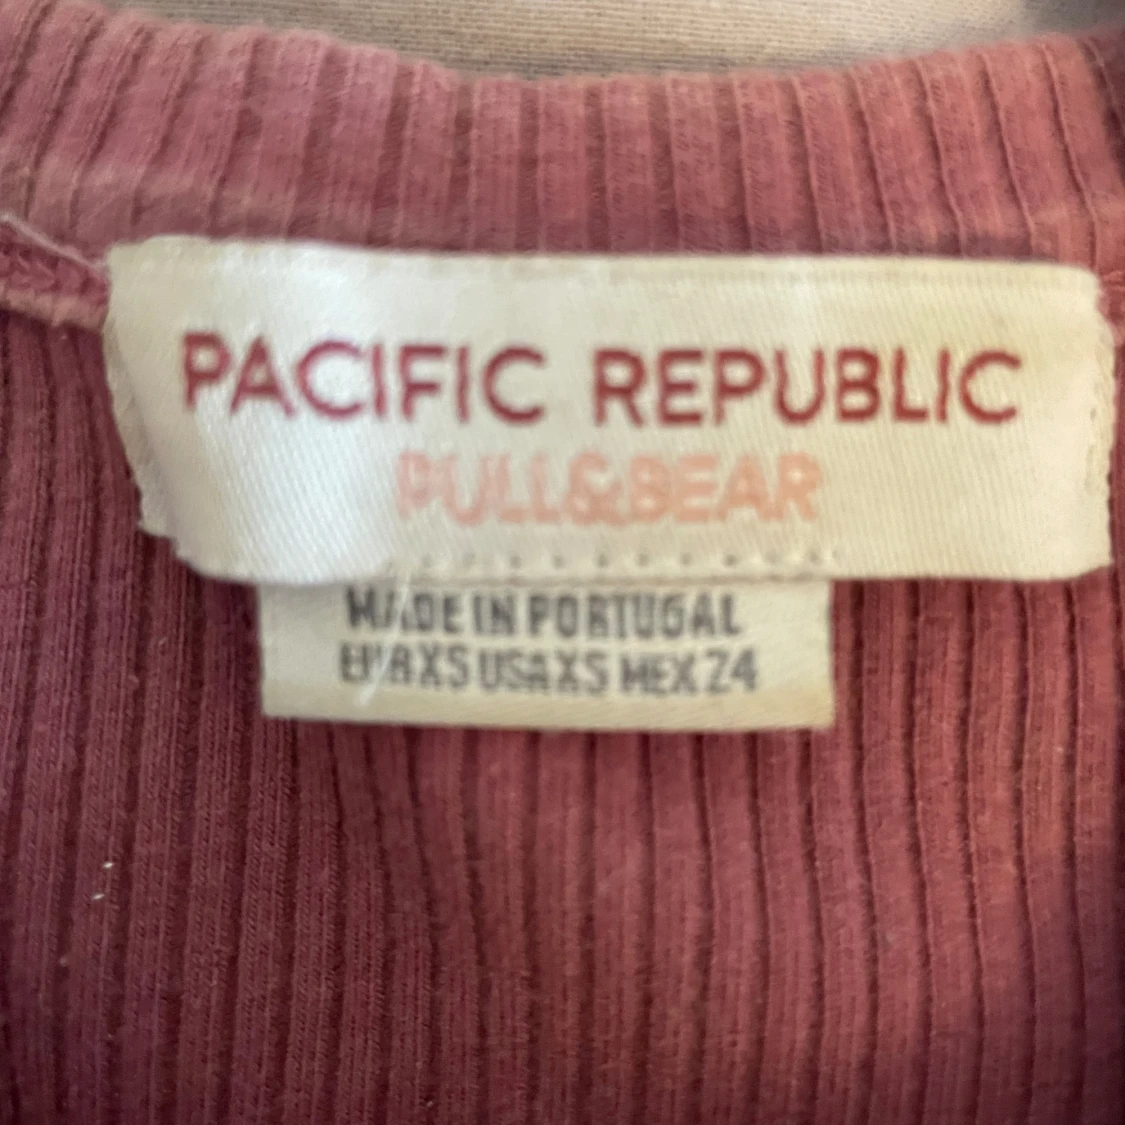 PACIFIC REPUBLIC
PULL&BEAR
MADE IN PORTUGAL
EUR XS USA XS MEX 24